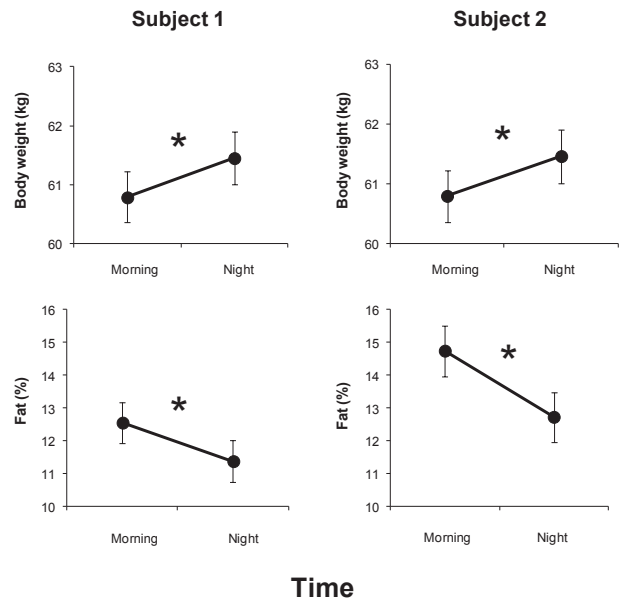 Subject 1
Subject 2
Body weight (kg)
63
62
61
60
*
Morning Night
Body weight (kg)
63
62
61
60
*
Morning Night
Fat (%)
16
15
14
13
12
11
10
*
Morning Night
Fat (%)
16
15
14
13
12
11
10
*
Morning Night
Time